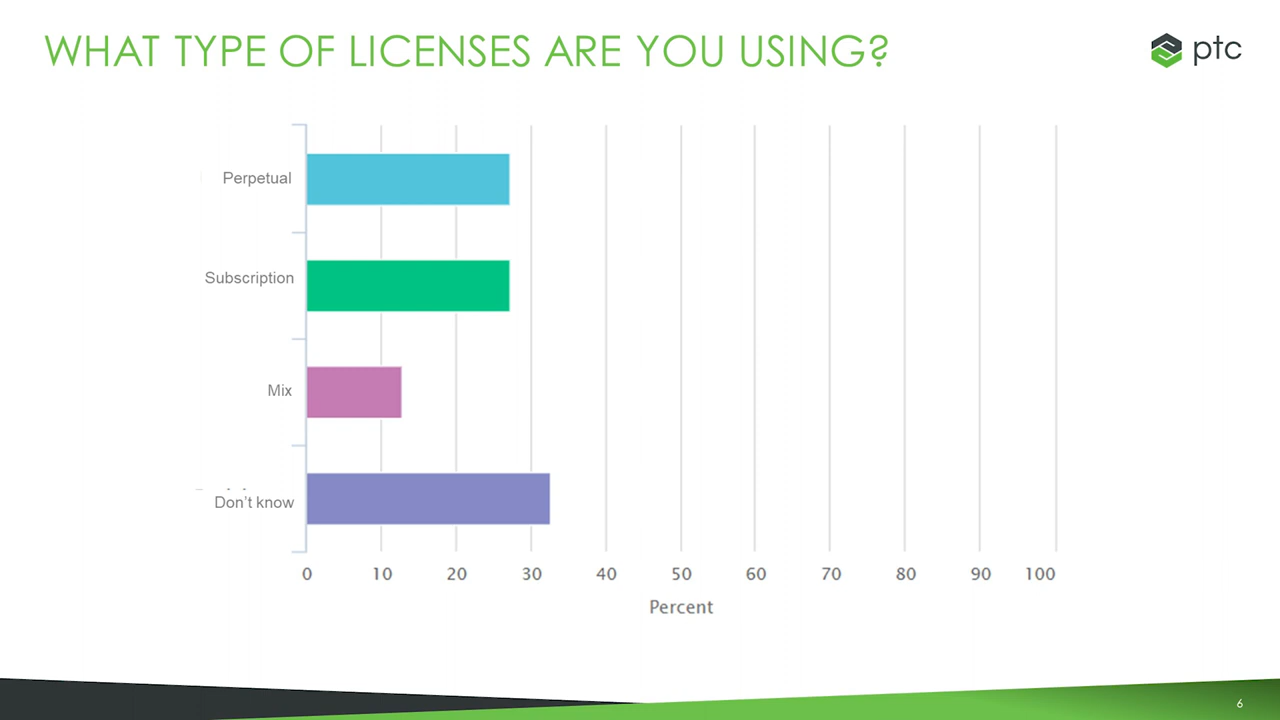 WHAT TYPE OF LICENSES ARE YOU USING?
ptc
Perpetual
Subscription
Mix
Don't know
0 10 20 30 40 50 60 70 80 90 100
Percent
6